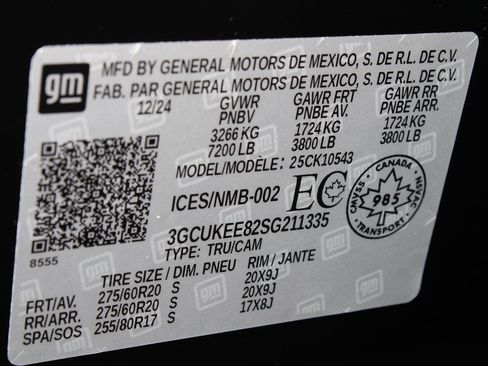 gm
MFD BY GENERAL MOTORS DE MEXICO, S. DE R.L. DE C.V.
FAB. PAR GENERAL MOTORS DE MEXICO, S. DE R.L. DE C.V.
12/24 GVWR GAWR FRT GAWR RR
PNBV PNBE AV. PNBE ARR.
3266 KG 1724 KG 1724 KG
7200 LB 3800 LB 3800 LB
MODEL/MODÈLE: 25CK10543
ICES/NMB-002 EC
CANADA
CMVSS NSVAC
985
TRANSPORT
3GCUKEE82SG211335
8555 TYPE: TRU/CAM
TIRE SIZE / DIM. PNEU RIM / JANTE
FRT/AV. 275/60R20 S 20X9J
RR/ARR. 275/60R20 S 20X9J
SPA/SOS 255/80R17 S 17X8J